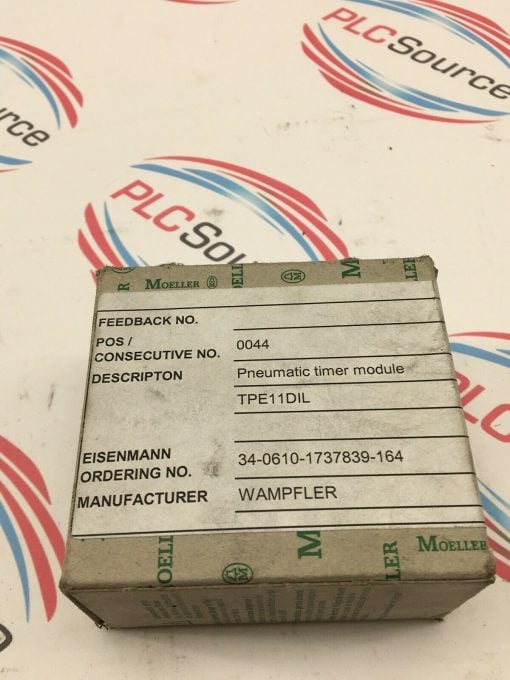 PLCSource
PLCSource
PLCSource
MOELLER
FEEDBACK NO.
POS /
CONSECUTIVE NO. 0044
DESCRIPTON Pneumatic timer module
TPE11DIL
EISENMANN
ORDERING NO. 34-0610-1737839-164
MANUFACTURER WAMPFLER
MOELLER